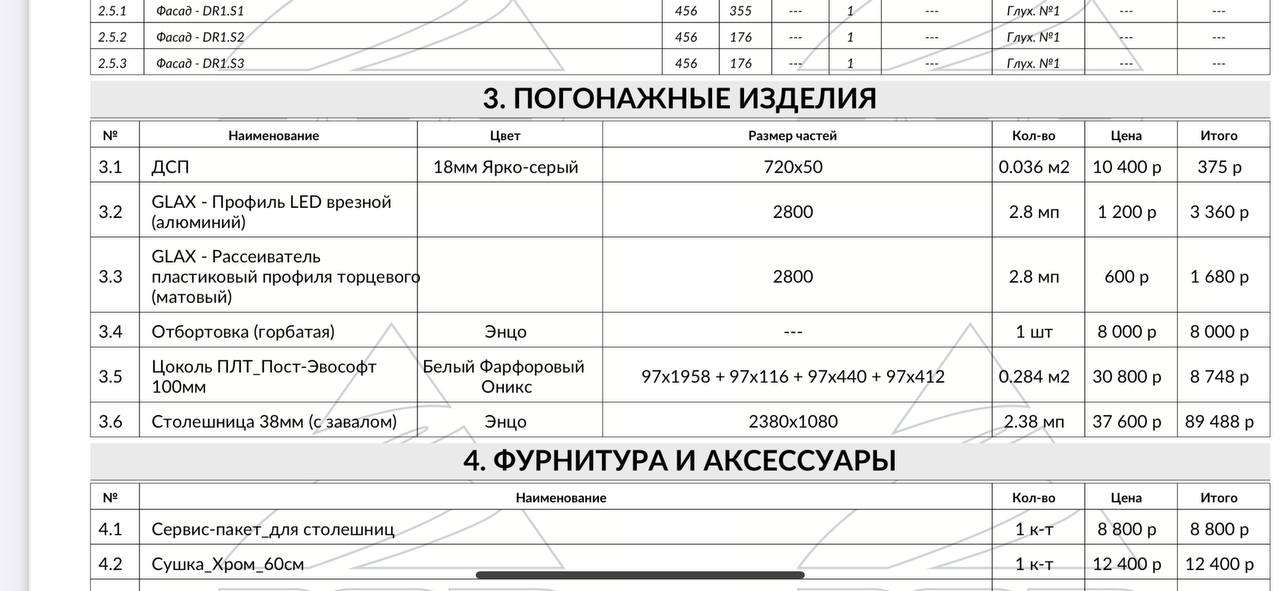 2.5.1 Фасад - DR1.S1 456 355 --- 1 --- Глух. №1 --- ---
2.5.2 Фасад - DR1.S2 456 176 --- 1 --- Глух. №1 --- ---
2.5.3 Фасад - DR1.S3 456 176 --- 1 --- Глух. №1 --- ---
3. ПОГОНАЖНЫЕ ИЗДЕЛИЯ
№ Наименование Цвет Размер частей Кол-во Цена Итого
3.1 ДСП 18мм Ярко-серый 720x50 0.036 м2 10 400 р 375 р
3.2 GLAX - Профиль LED врезной
(алюминий) 2800 2.8 мп 1 200 р 3 360 р
3.3 GLAX - Рассеиватель
пластиковый профиля торцевого
(матовый) 2800 2.8 мп 600 р 1 680 р
3.4 Отбортовка (горбатая) Энцо --- 1 шт 8 000 р 8 000 р
3.5 Цоколь ПЛТ_Пост-Эвософт
100мм Белый Фарфоровый
Оникс 97x1958 + 97x116 + 97x440 + 97x412 0.284 м2 30 800 р 8 748 р
3.6 Столешница 38мм (с завалом) Энцо 2380x1080 2.38 мп 37 600 р 89 488 р
4. ФУРНИТУРА И АКСЕССУАРЫ
№ Наименование Кол-во Цена Итого
4.1 Сервис-пакет_для столешниц 1 к-т 8 800 р 8 800 р
4.2 Сушка_Хром_60см 1 к-т 12 400 р 12 400 р